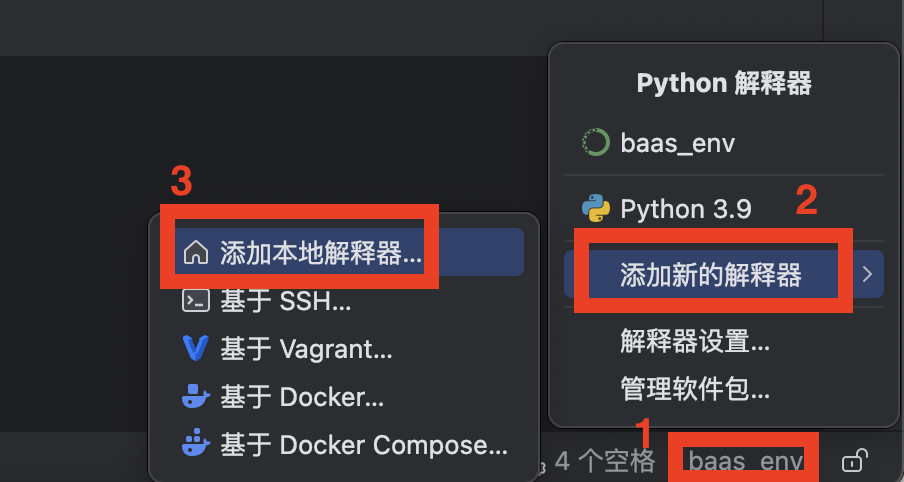 Python 解释器
baas_env
Python 3.9
2
添加新的解释器
解释器设置...
管理软件包...
3
添加本地解释器...
基于 SSH...
基于 Vagrant...
基于 Docker...
基于 Docker Compose...
1
4 个空格
baas_env